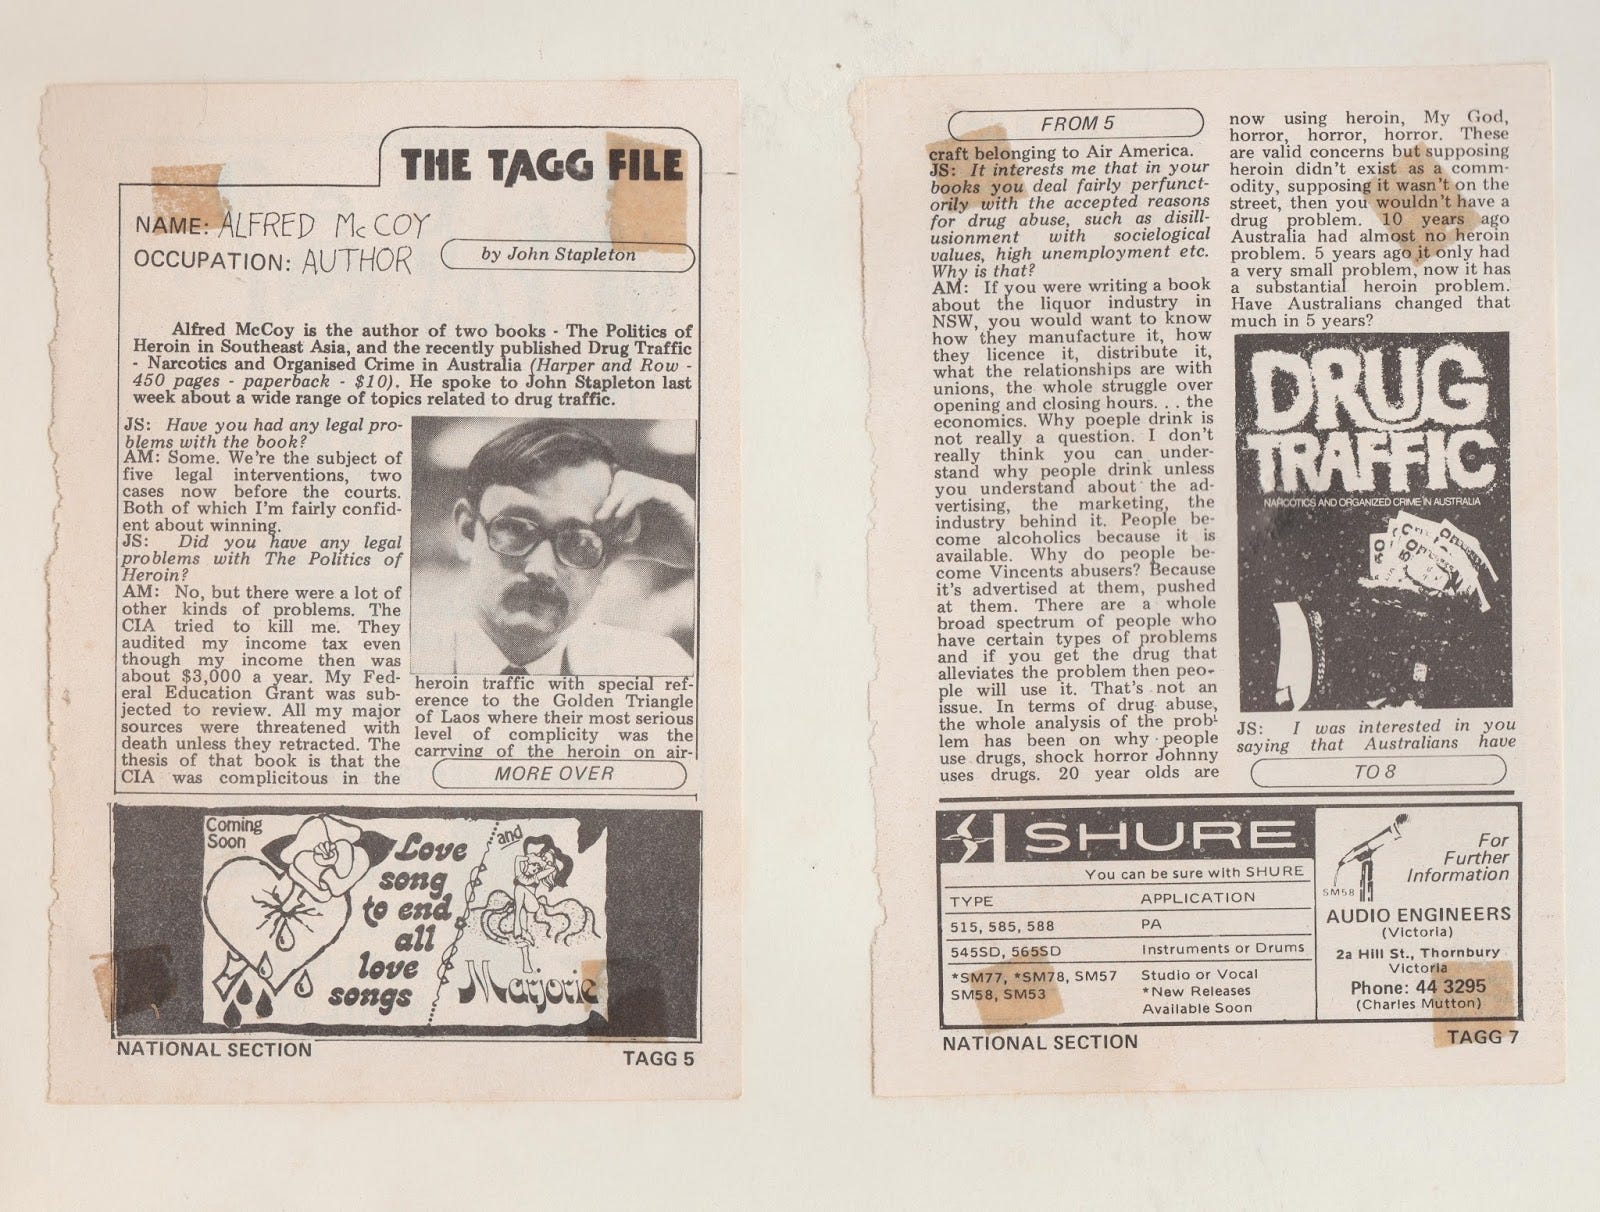 THE TAGG FILE
NAME: ALFRED McCOY
OCCUPATION: AUTHOR
by John Stapleton
Alfred McCoy is the author of two books - The Politics of
Heroin in Southeast Asia, and the recently published Drug Traffic
- Narcotics and Organised Crime in Australia (Harper and Row -
450 pages - paperback - $10). He spoke to John Stapleton last
week about a wide range of topics related to drug traffic.
JS: Have you had any legal pro-
blems with the book?
AM: Some. We're the subject of
five legal interventions, two
cases now before the courts.
Both of which I'm fairly confid-
ent about winning.
JS: Did you have any legal
problems with The Politics of
Heroin?
AM: No, but there were a lot of
other kinds of problems. The
CIA tried to kill me. They
audited my income tax even
though my income then was
about $3,000 a year. My Fed-
eral Education Grant was sub-
jected to review. All my major
sources were threatened with
death unless they retracted. The
thesis of that book is that the
CIA was complicitous in the
heroin traffic with special ref-
erence to the Golden Triangle
of Laos where their most serious
level of complicity was the
carrying of the heroin on air-
MORE OVER
Coming
Soon
Love
song
to end
all
love
songs
and
Marjorie
NATIONAL SECTION
TAGG 5
FROM 5
craft belonging to Air America.
JS: It interests me that in your
books you deal fairly perfunct-
orily with the accepted reasons
for drug abuse, such as disill-
usionment with socielogical
values, high unemployment etc.
Why is that?
AM: If you were writing a book
about the liquor industry in
NSW, you would want to know
how they manufacture it, how
they licence it, distribute it,
what the relationships are with
unions, the whole struggle over
opening and closing hours. . . the
economics. Why poeple drink is
not really a question. I don't
really think you can under-
stand why people drink unless
you understand about the ad-
vertising, the marketing, the
industry behind it. People be-
come alcoholics because it is
available. Why do people be-
come Vincents abusers? Because
it's advertised at them, pushed
at them. There are a whole
broad spectrum of people who
have certain types of problems
and if you get the drug that
alleviates the problem then peo-
ple will use it. That's not an
issue. In terms of drug abuse,
the whole analysis of the prob-
lem has been on why people
use drugs, shock horror Johnny
uses drugs. 20 year olds are
now using heroin, My God,
horror, horror, horror. These
are valid concerns but supposing
heroin didn't exist as a comm-
odity, supposing it wasn't on the
street, then you wouldn't have a
drug problem. 10 years ago
Australia had almost no heroin
problem. 5 years ago it only had
a very small problem, now it has
a substantial heroin problem.
Have Australians changed that
much in 5 years?
DRUG
TRAFFIC
NARCOTICS AND ORGANIZED CRIME IN AUSTRALIA
50
50
JS: I was interested in you
saying that Australians have
TO 8
SHURE
You can be sure with SHURE
TYPE APPLICATION
515, 585, 588 PA
545SD, 565SD Instruments or Drums
*SM77, *SM78, SM57 Studio or Vocal
SM58, SM53 *New Releases
Available Soon
SM58
For
Further
Information
AUDIO ENGINEERS
(Victoria)
2a Hill St., Thornbury
Victoria
Phone: 44 3295
(Charles Mutton)
NATIONAL SECTION
TAGG 7